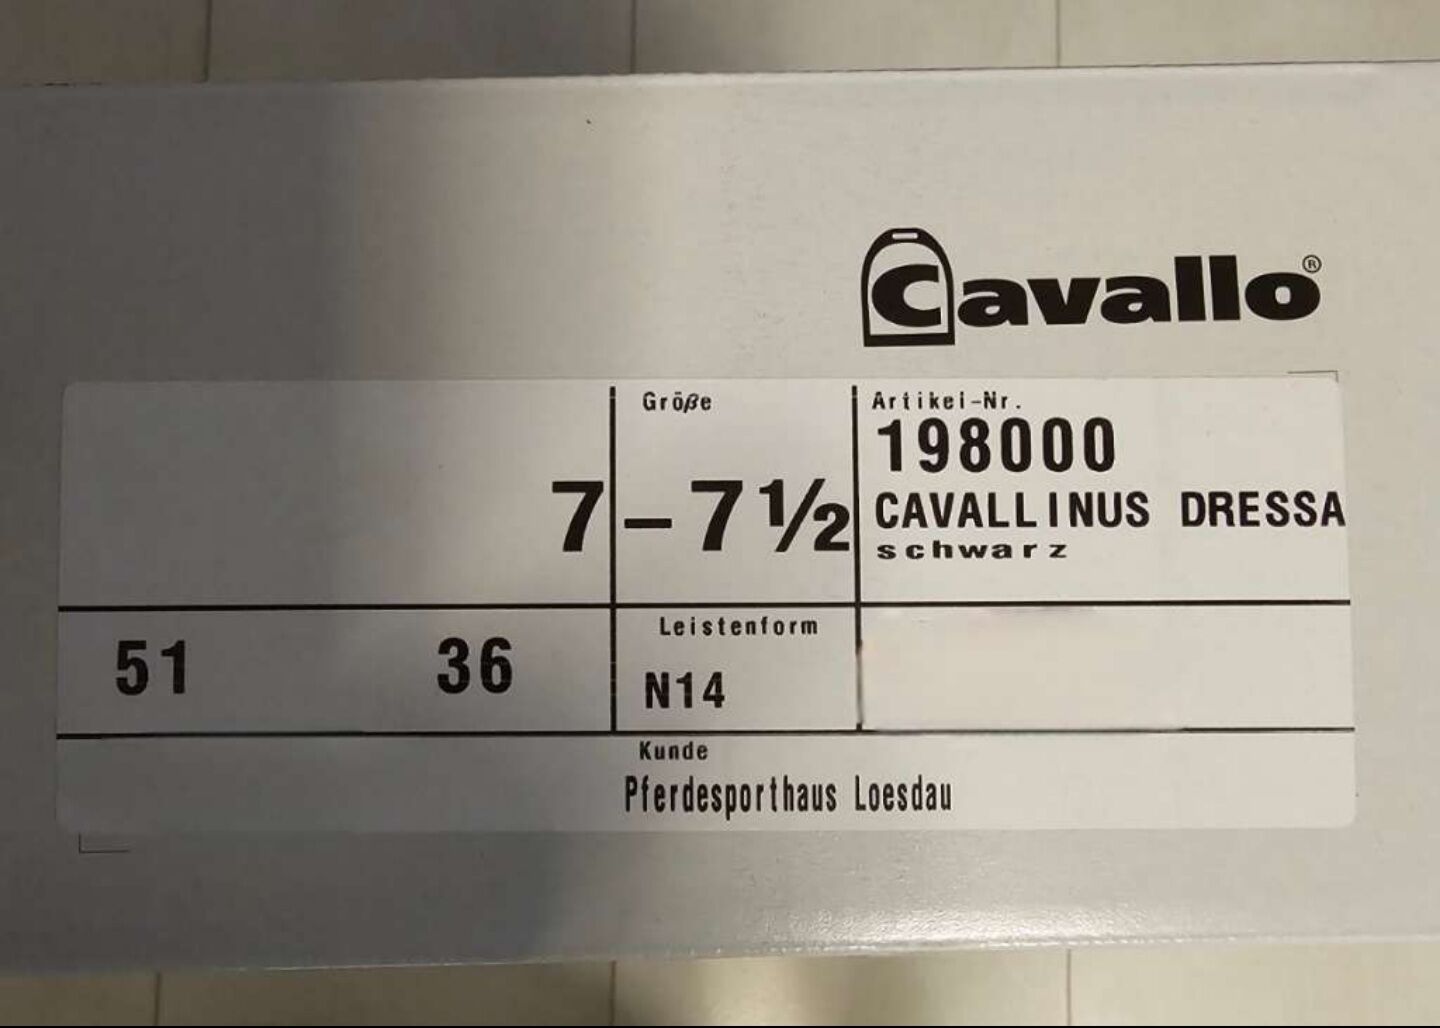 Cavallo®
Größe
Artikel-Nr.
198000
7-7½
CAVALLINUS DRESSA
schwarz
Leistenform
51 36
N14
Kunde
Pferdesporthaus Loesdau